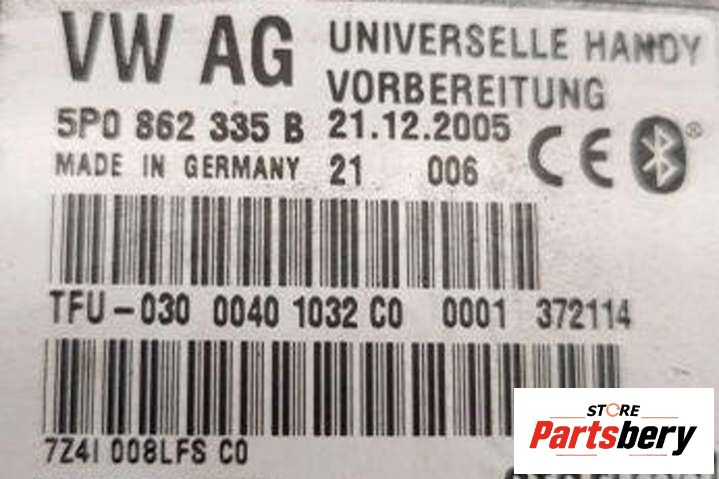 VW AG UNIVERSELLE HANDY
VORBEREITUNG
5P0 862 335 B 21.12.2005
MADE IN GERMANY 21 006 CE
TFU-030 0040 1032 C0 0001 372114
7Z4I 008LFS C0
STORE
Partsbery